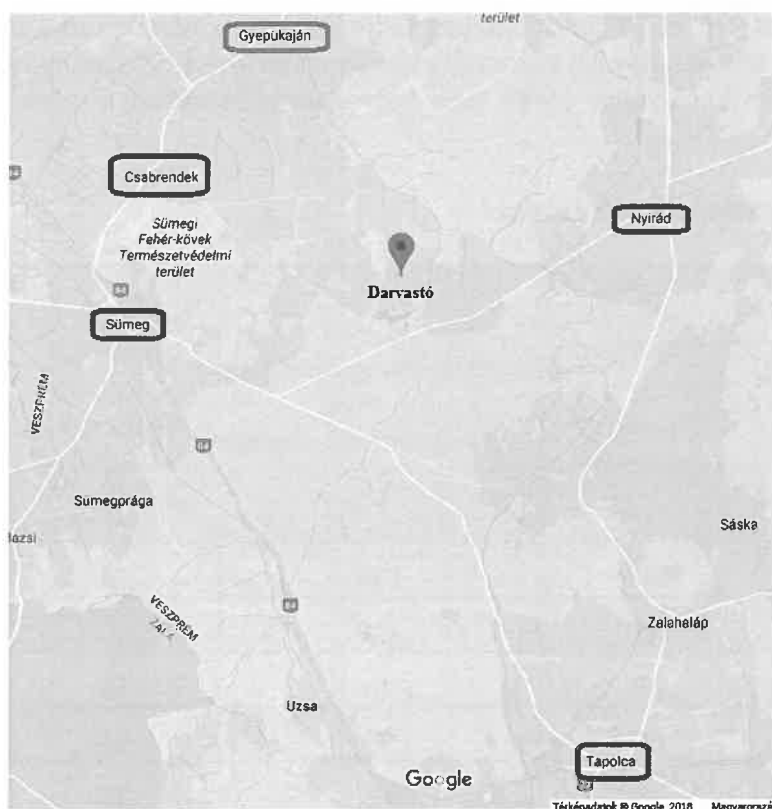 terület
Gyepükaján
Csabrendek
Sümegi
Fehér-kövek
Természetvédelmi
terület
Nyirád
Darvastó
84
Sümeg
VESZPRÉM
84
Sümegprága
Sáska
VESZPRÉM
ZALA
84
Zalahaláp
Uzsa
Tapolca
Google
Térképadatok © Google, 2018